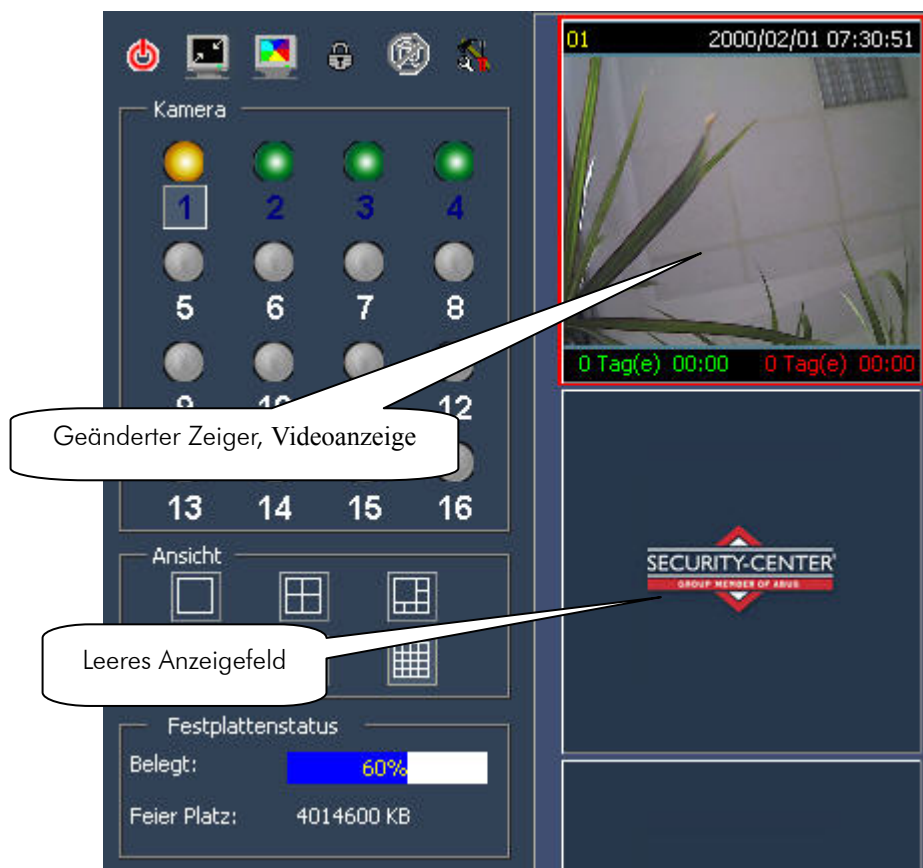 01 2000/02/01 07:30:51
Kamera
1 2 3 4
5 6 7 8
0 Tag(e) 00:00 0 Tag(e) 00:00
9 10 12
Geänderter Zeiger, Videoanzeige
13 14 15 16
Ansicht
SECURITY-CENTER
GROUP MEMBER OF ABUS
Leeres Anzeigefeld
Festplattenstatus
Belegt: 60%
Feier Platz: 4014600 KB